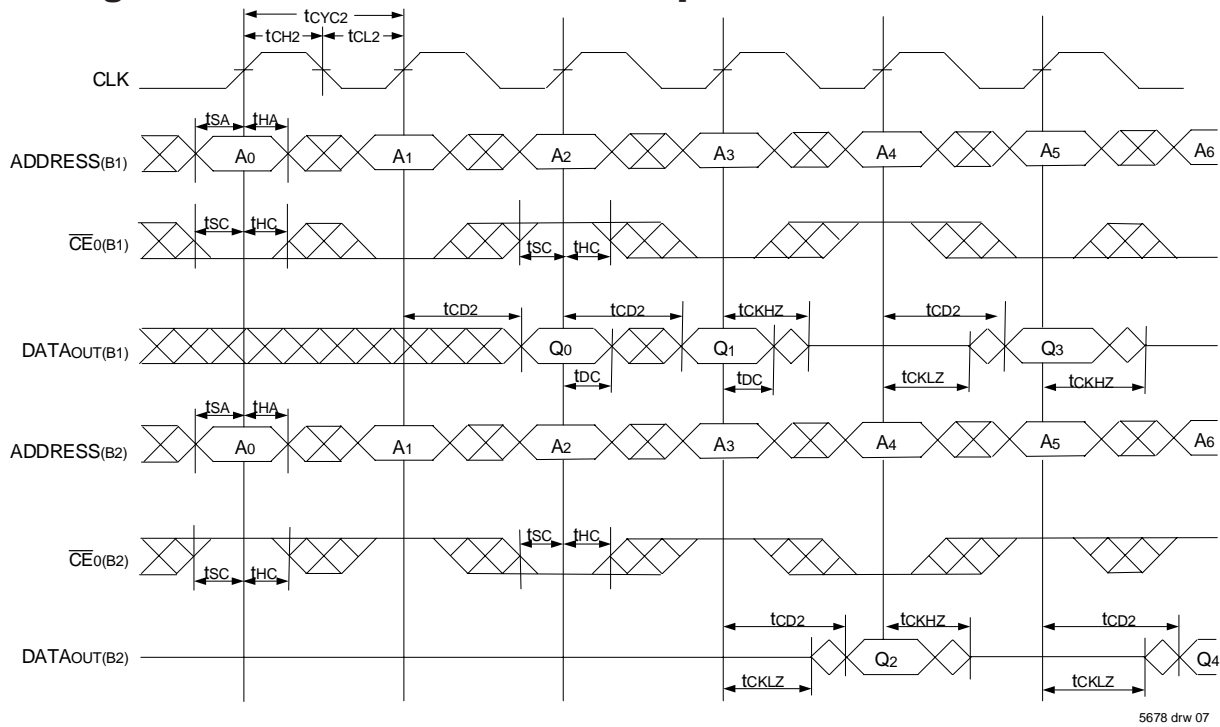 tCYC2
tCH2 tCL2
CLK
tSA tHA
ADDRESS(B1) A0 A1 A2 A3 A4 A5 A6
tSC tHC tSC tHC
CE0(B1)
tCD2 tCD2 tCKHZ tCD2
DATAOUT(B1) Q0 Q1 Q3
tDC tDC tCKLZ tCKHZ
tSA tHA
ADDRESS(B2) A0 A1 A2 A3 A4 A5 A6
tSC tHC
CE0(B2)
tSC tHC
tCD2 tCKHZ tCD2
DATAOUT(B2) Q2 Q4
tCKLZ tCKLZ
5678 drw 07